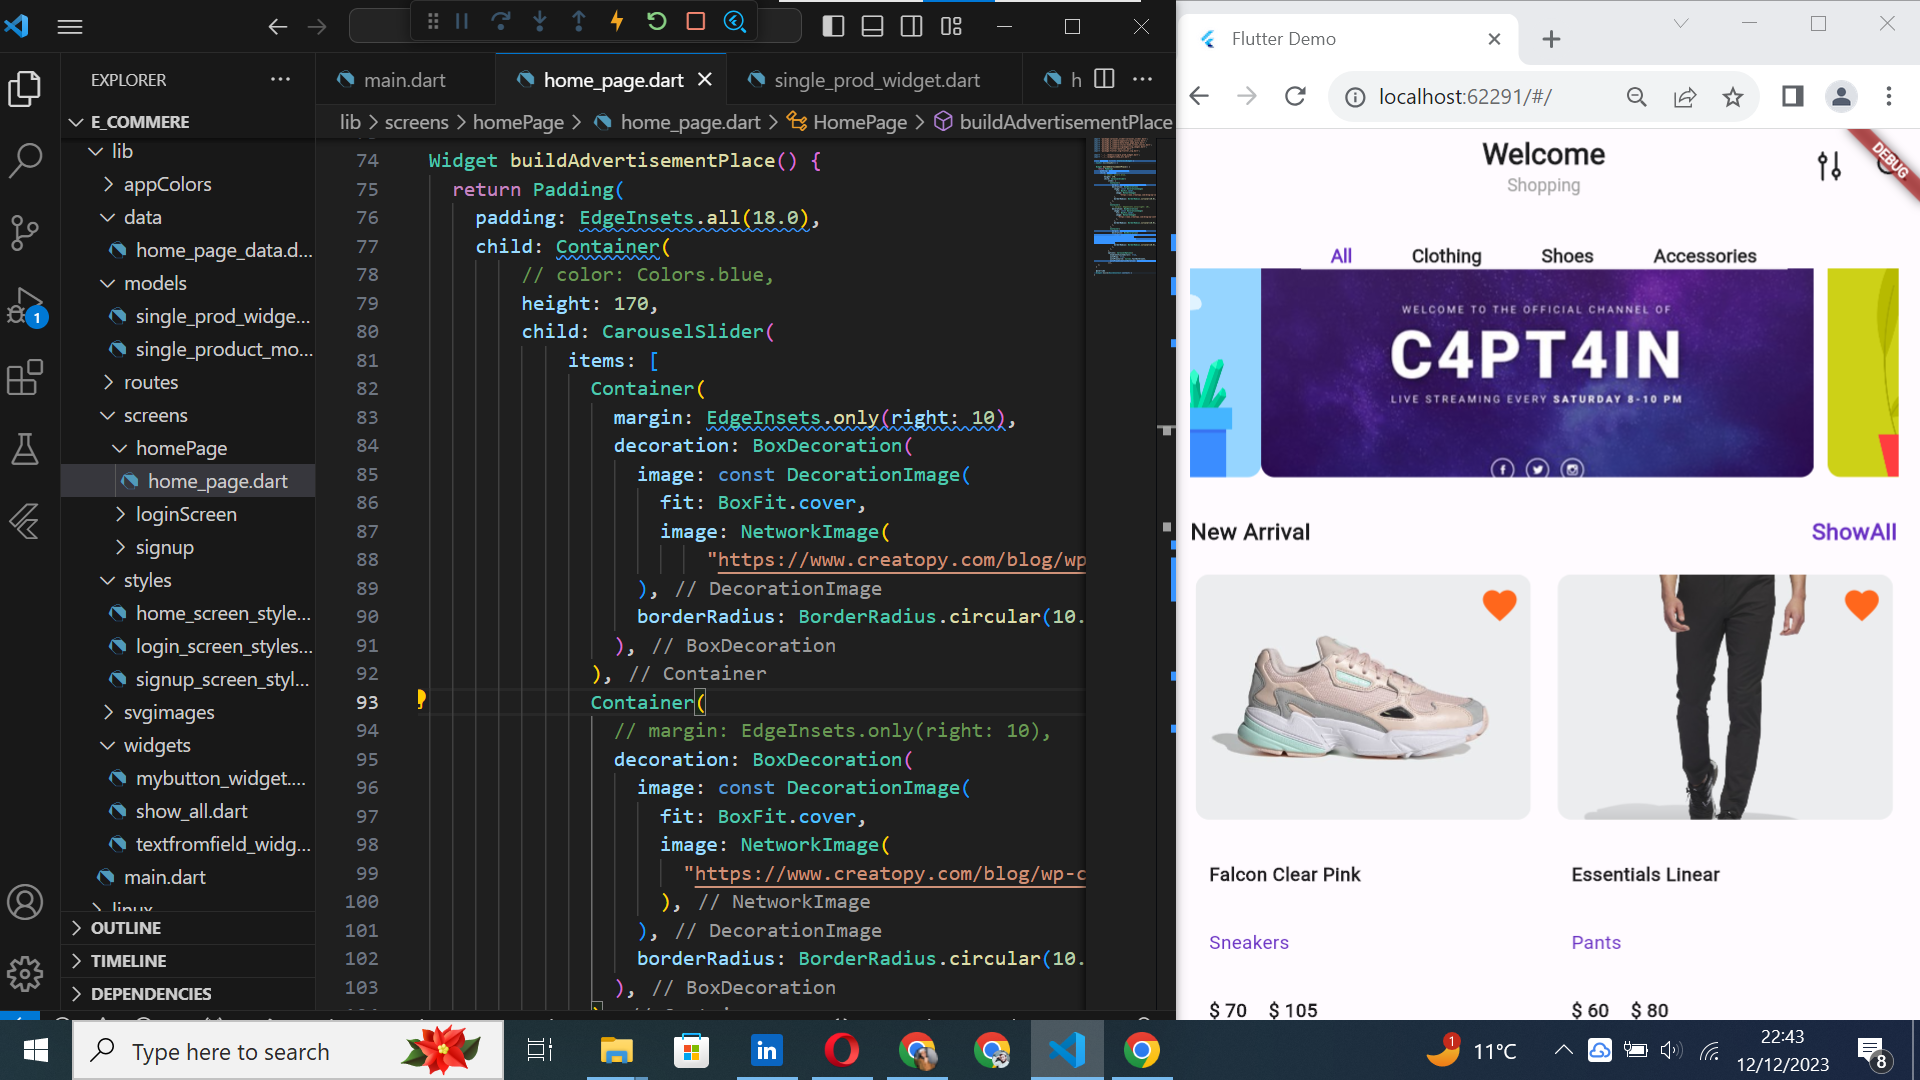 EXPLORER
main.dart
home_page.dart
single_prod_widget.dart
h
E_COMMERE
lib > screens > homePage > home_page.dart > HomePage > buildAdvertisementPlace
lib
appColors
data
home_page_data.d...
models
single_prod_widge...
single_product_mo...
routes
screens
homePage
home_page.dart
loginScreen
signup
styles
home_screen_style...
login_screen_styles...
signup_screen_styl...
svgimages
widgets
mybutton_widget....
show_all.dart
textfromfield_widg...
main.dart
linux
OUTLINE
TIMELINE
DEPENDENCIES
1
74 Widget buildAdvertisementPlace() {
75 return Padding(
76 padding: EdgeInsets.all(18.0),
77 child: Container(
78 // color: Colors.blue,
79 height: 170,
80 child: CarouselSlider(
81 items: [
82 Container(
83 margin: EdgeInsets.only(right: 10),
84 decoration: BoxDecoration(
85 image: const DecorationImage(
86 fit: BoxFit.cover,
87 image: NetworkImage(
88 "https://www.creatopy.com/blog/wp
89 ), // DecorationImage
90 borderRadius: BorderRadius.circular(10.
91 ), // BoxDecoration
92 ), // Container
93 Container(
94 // margin: EdgeInsets.only(right: 10),
95 decoration: BoxDecoration(
96 image: const DecorationImage(
97 fit: BoxFit.cover,
98 image: NetworkImage(
99 "https://www.creatopy.com/blog/wp-c
100 ), // NetworkImage
101 ), // DecorationImage
102 borderRadius: BorderRadius.circular(10.
103 ), // BoxDecoration
Flutter Demo
localhost:62291/#/
Welcome
Shopping
DEBUG
All Clothing Shoes Accessories
WELCOME TO THE OFFICIAL CHANNEL OF
C4PT4IN
LIVE STREAMING EVERY SATURDAY 8-10 PM
New Arrival ShowAll
Falcon Clear Pink
Essentials Linear
Sneakers
Pants
$ 70 $ 105
$ 60 $ 80
Type here to search
1
11°C
22:43
12/12/2023
8